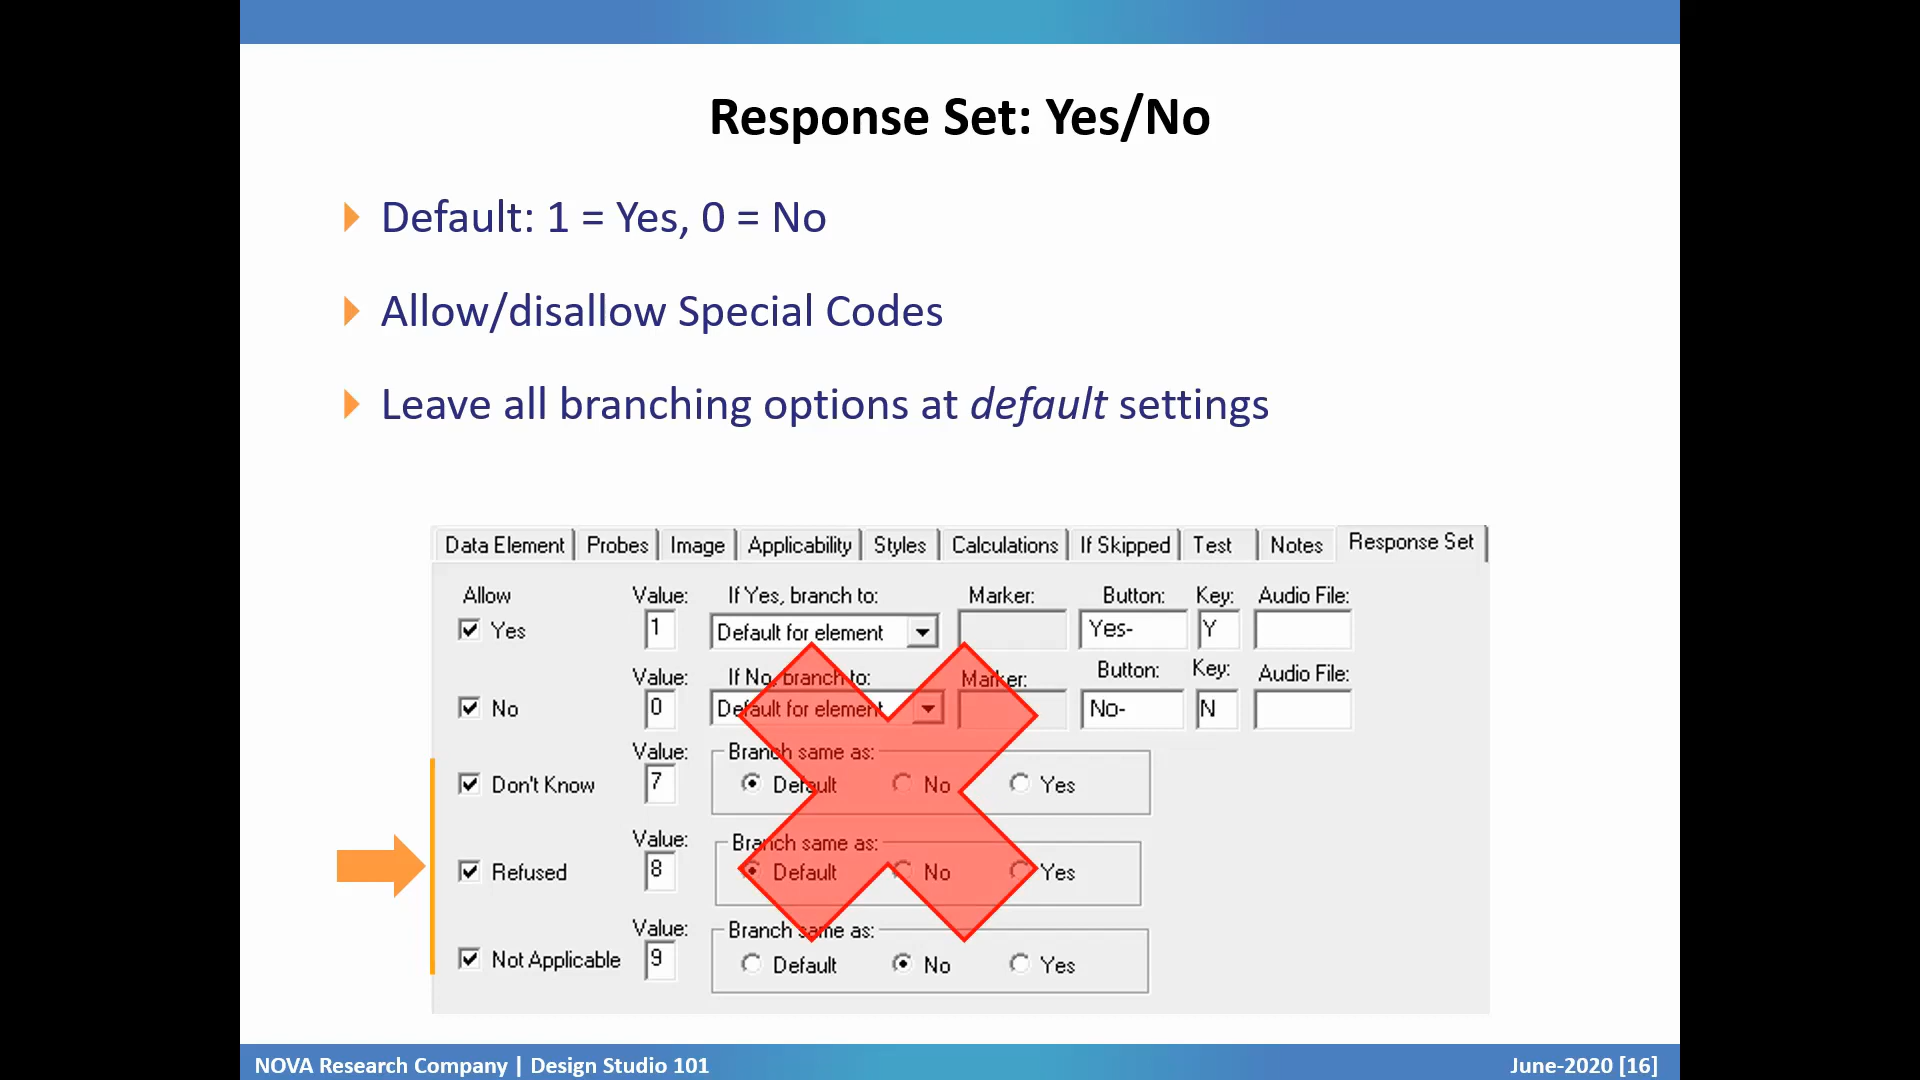 Response Set: Yes/No
Default: 1 = Yes, 0 = No
Allow/disallow Special Codes
Leave all branching options at default settings
Data Element Probes Image Applicability Styles Calculations If Skipped Test Notes Response Set
Allow Value: If Yes, branch to: Marker: Button: Key: Audio File:
Yes 1 Default for element Yes- Y
Value: If No, branch to: Marker: Button: Key: Audio File:
No 0 Default for element No- N
Value: Branch same as:
Don't Know 7 Default No Yes
Value: Branch same as:
Refused 8 Default No Yes
Value: Branch same as:
Not Applicable 9 Default No Yes
NOVA Research Company | Design Studio 101 June-2020 [16]